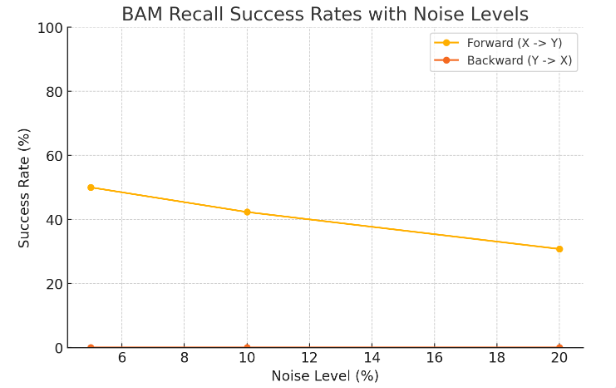 BAM Recall Success Rates with Noise Levels
100
80
60
40
20
0
Success Rate (%)
Forward (X -> Y)
Backward (Y -> X)
6 8 10 12 14 16 18 20
Noise Level (%)